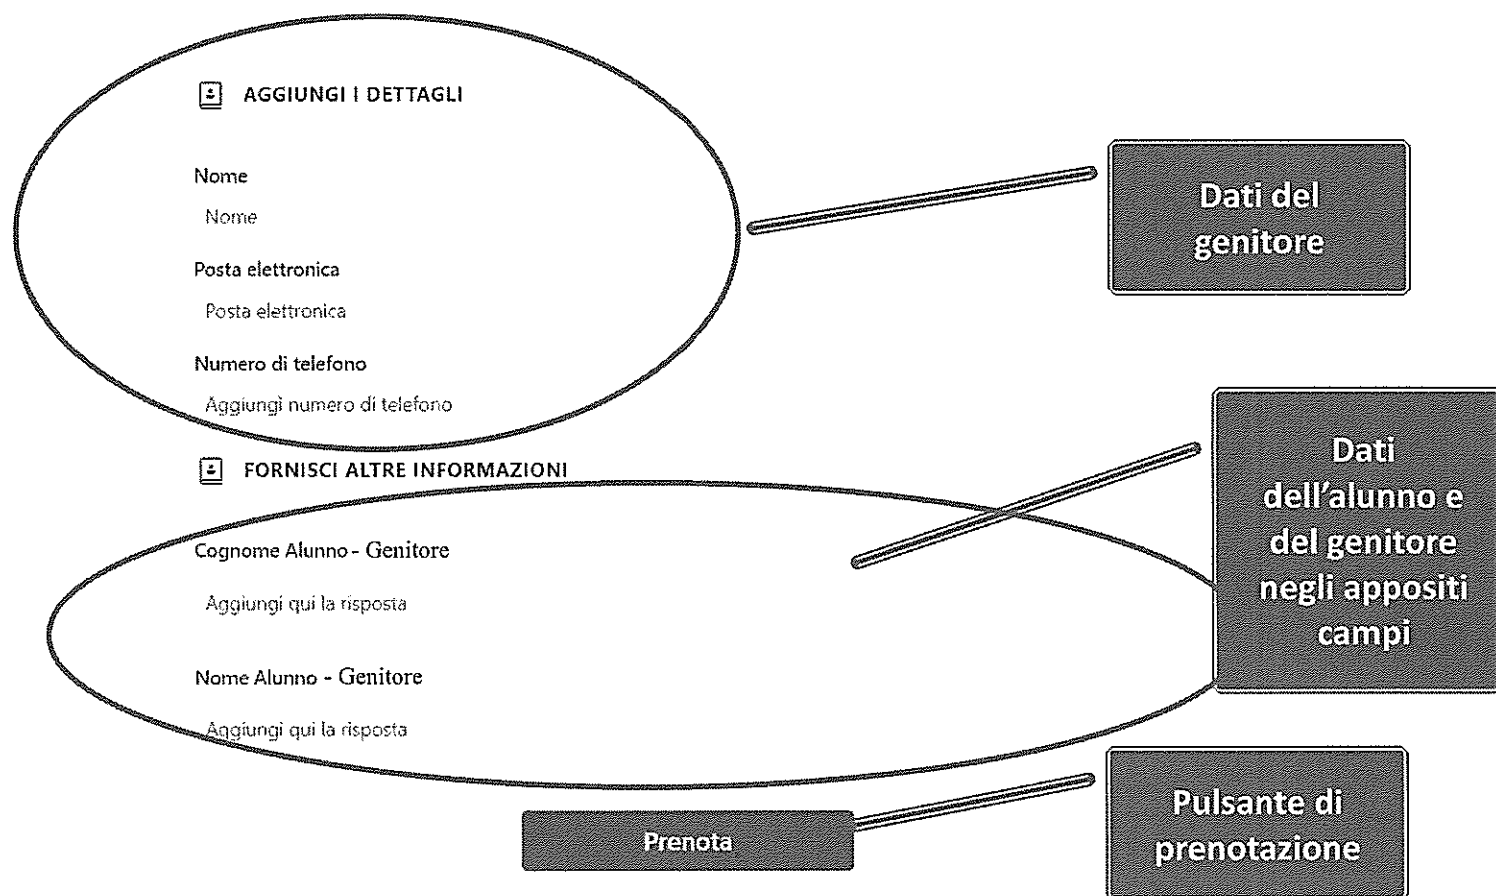 AGGIUNGI I DETTAGLI
Nome
Nome
Posta elettronica
Posta elettronica
Numero di telefono
Aggiungi numero di telefono
Dati del
genitore
FORNISCI ALTRE INFORMAZIONI
Cognome Alunno - Genitore
Aggiungi qui la risposta
Nome Alunno - Genitore
Aggiungi qui la risposta
Dati
dell'alunno e
del genitore
negli appositi
campi
Prenota
Pulsante di
prenotazione